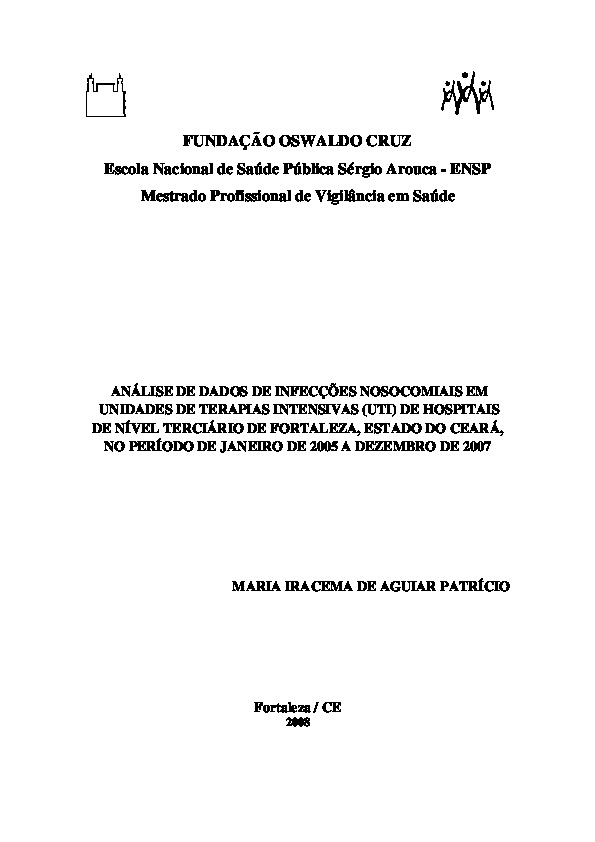 FUNDAÇÃO OSWALDO CRUZ
Escola Nacional de Saúde Pública Sérgio Arouca - ENSP
Mestrado Profissional de Vigilância em Saúde
ANÁLISE DE DADOS DE INFECÇÕES NOSOCOMIAIS EM
UNIDADES DE TERAPIAS INTENSIVAS (UTI) DE HOSPITAIS
DE NÍVEL TERCIÁRIO DE FORTALEZA, ESTADO DO CEARÁ,
NO PERÍODO DE JANEIRO DE 2005 A DEZEMBRO DE 2007
MARIA IRACEMA DE AGUIAR PATRÍCIO
Fortaleza / CE
2008